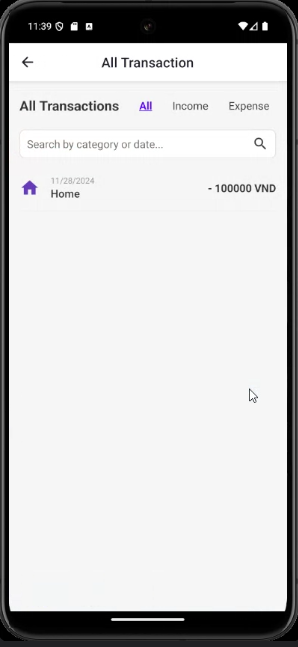 11:39
All Transaction
All Transactions All Income Expense
Search by category or date...
11/28/2024
Home - 100000 VND